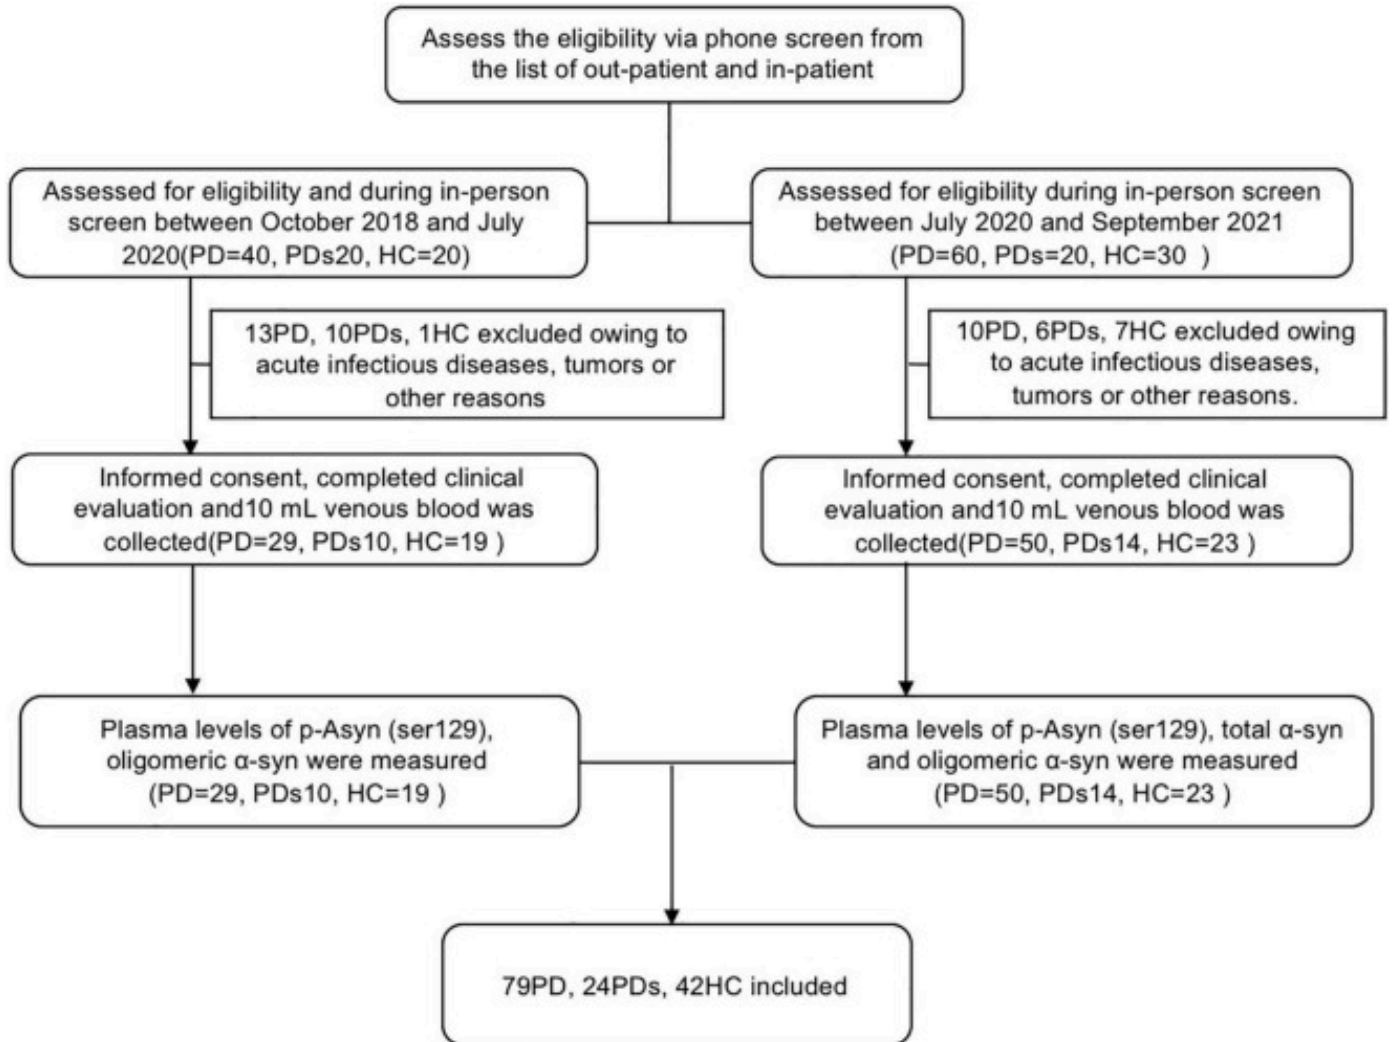 Assess the eligibility via phone screen from
the list of out-patient and in-patient
Assessed for eligibility and during in-person
screen between October 2018 and July
2020(PD=40, PDs20, HC=20)
Assessed for eligibility during in-person screen
between July 2020 and September 2021
(PD=60, PDs=20, HC=30 )
13PD, 10PDs, 1HC excluded owing to
acute infectious diseases, tumors or
other reasons
10PD, 6PDs, 7HC excluded owing
to acute infectious diseases,
tumors or other reasons.
Informed consent, completed clinical
evaluation and10 mL venous blood was
collected(PD=29, PDs10, HC=19 )
Informed consent, completed clinical
evaluation and10 mL venous blood was
collected(PD=50, PDs14, HC=23 )
Plasma levels of p-Asyn (ser129),
oligomeric α-syn were measured
(PD=29, PDs10, HC=19 )
Plasma levels of p-Asyn (ser129), total α-syn
and oligomeric α-syn were measured
(PD=50, PDs14, HC=23 )
79PD, 24PDs, 42HC included